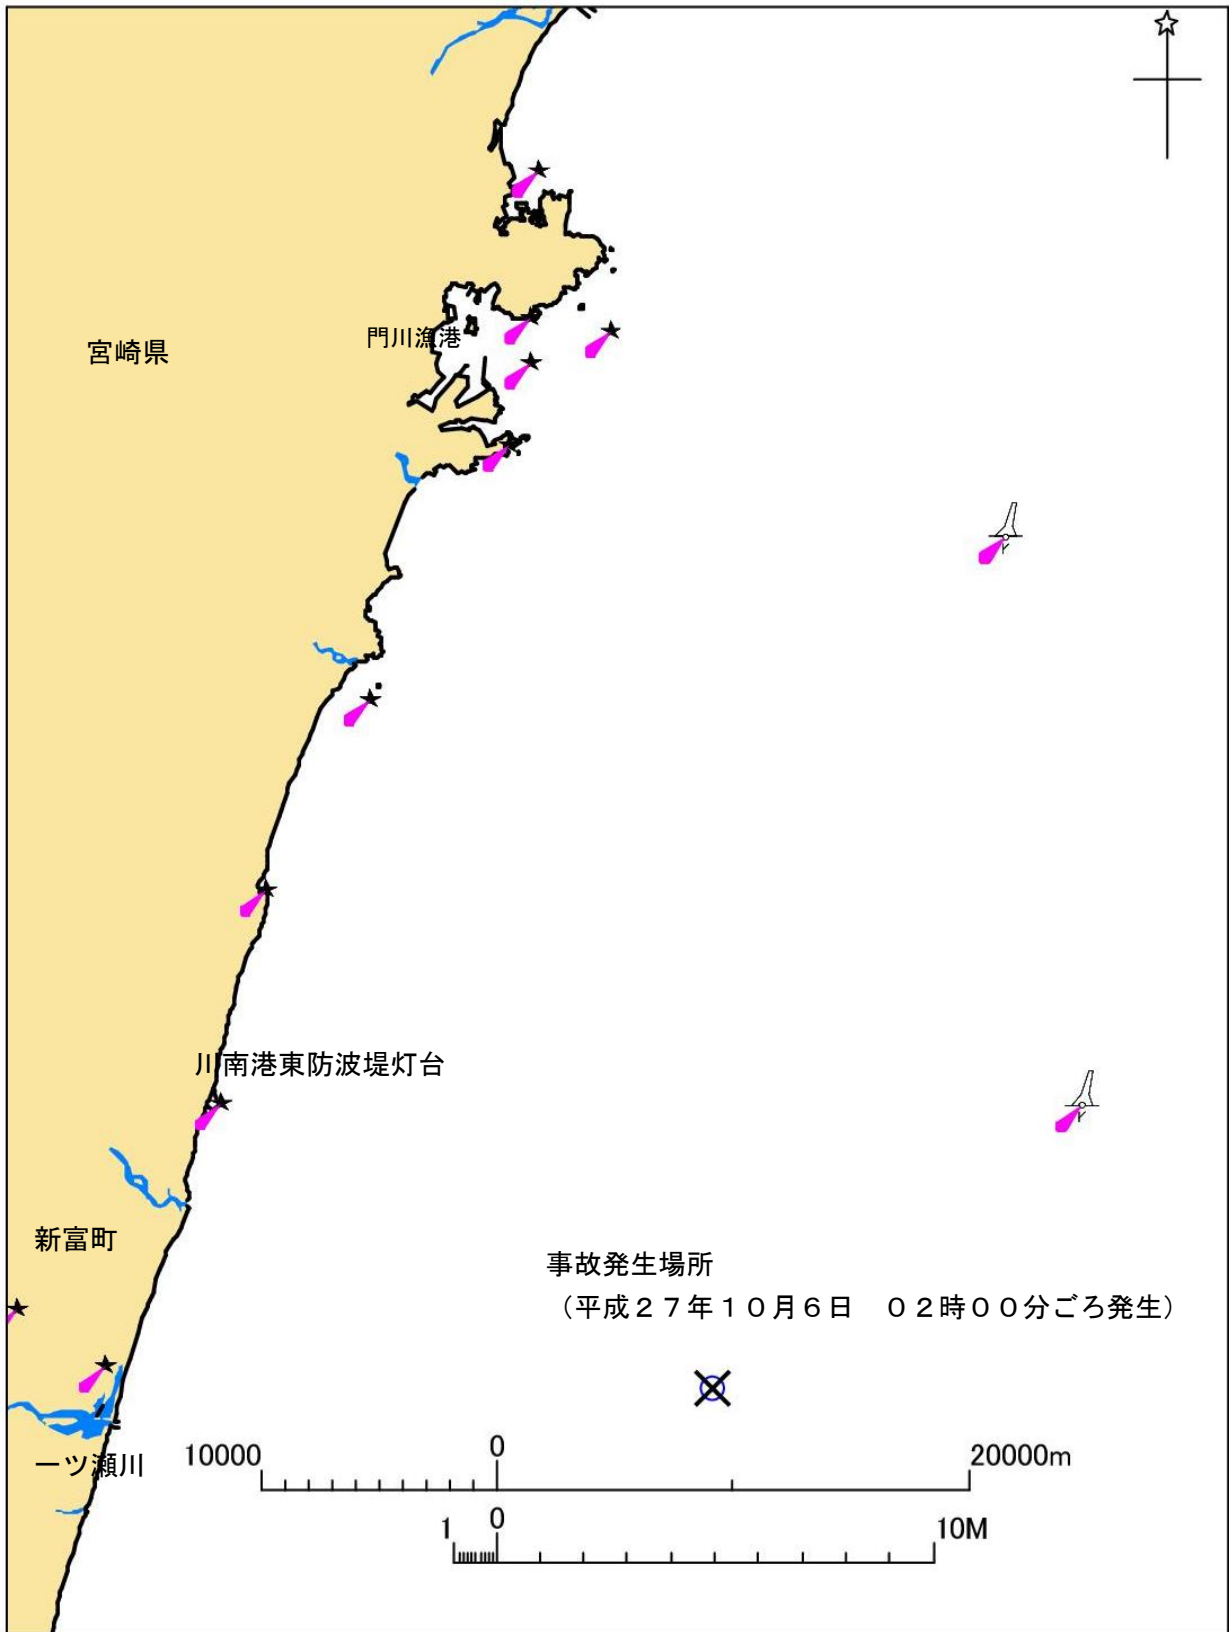 宮崎県
門川漁港
川南港東防波堤灯台
新富町
事故発生場所
（平成２７年１０月６日　０２時００分ごろ発生）
一ツ瀬川
10000 0 20000m
1 0 10M